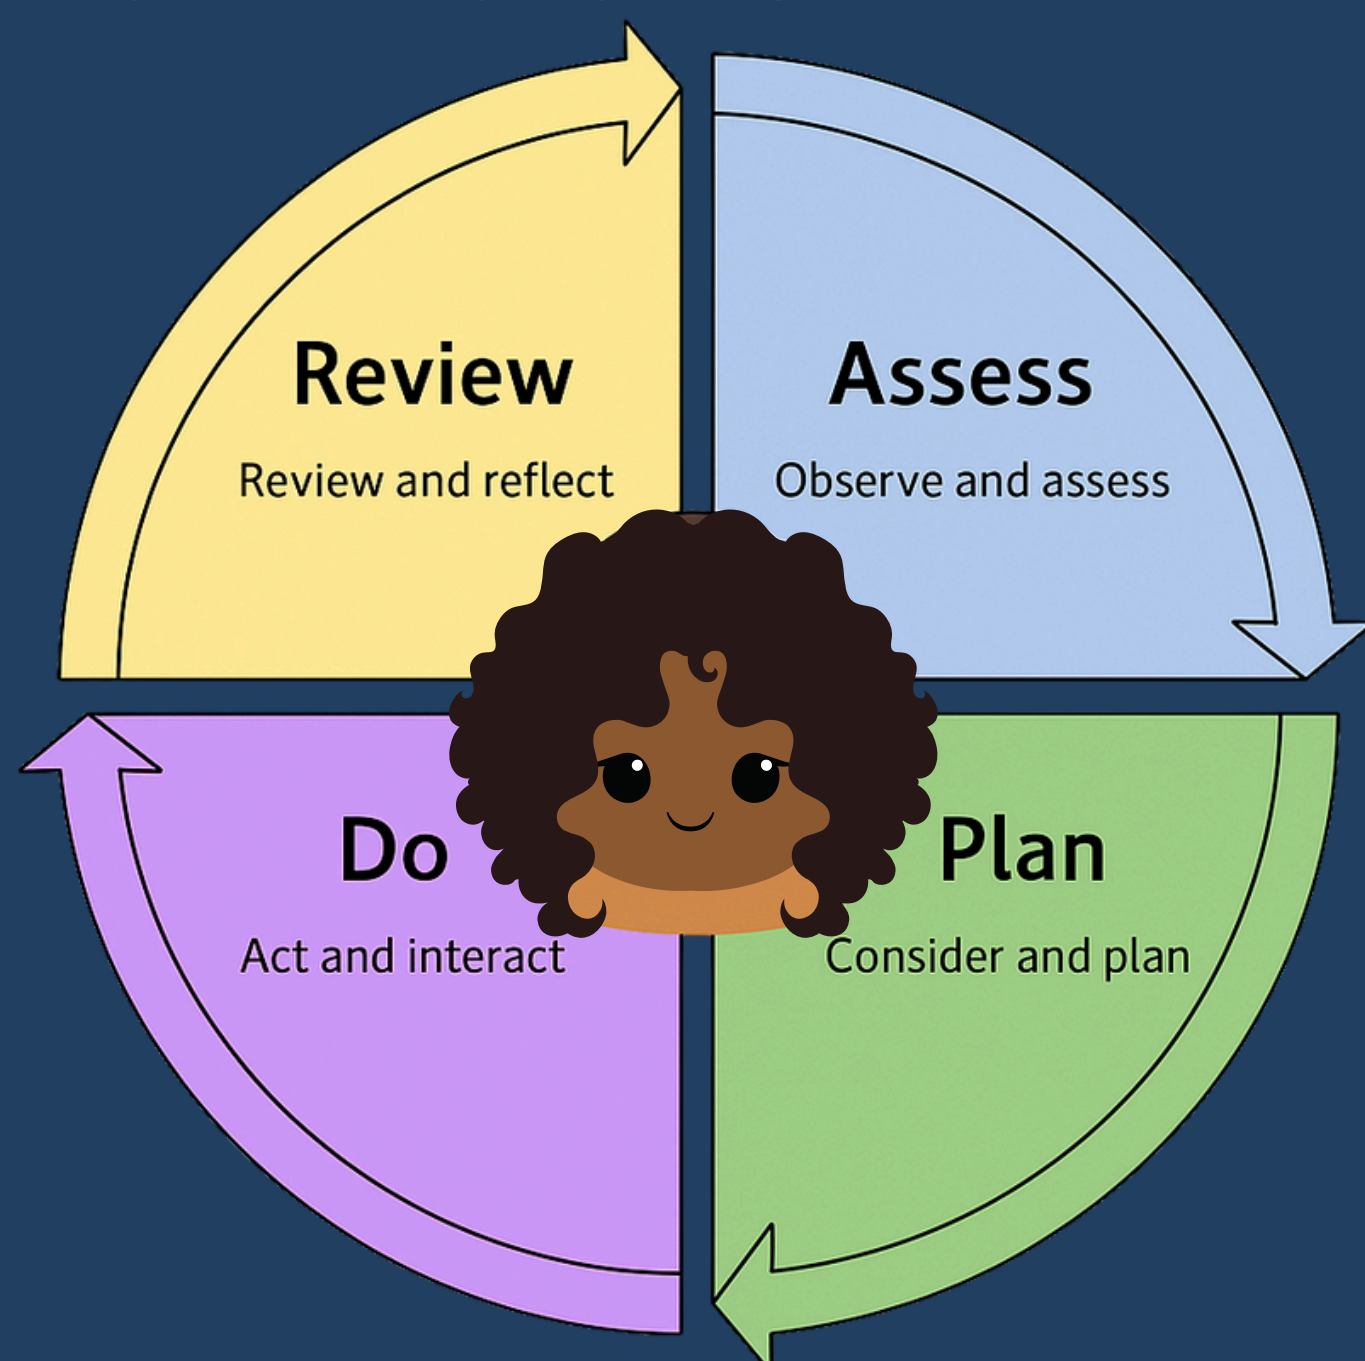 Review
Review and reflect
Assess
Observe and assess
Do
Act and interact
Plan
Consider and plan